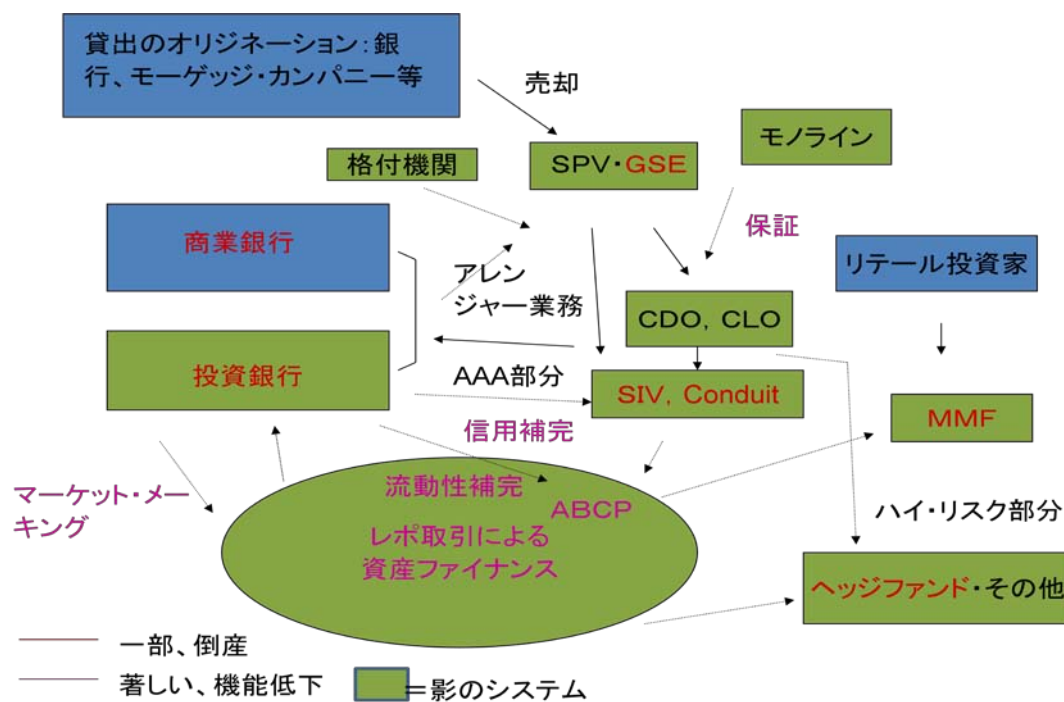 貸出のオリジネーション：銀
行、モーゲッジ・カンパニー等
売却
モノライン
格付機関
SPV・GSE
保証
商業銀行
アレン
ジャー業務
リテール投資家
CDO, CLO
投資銀行
AAA部分
SIV, Conduit
MMF
信用補完
マーケット・メー
キング
流動性補完
ABCP
レポ取引による
資産ファイナンス
ハイ・リスク部分
ヘッジファンド・その他
一部、倒産
著しい、機能低下
＝影のシステム